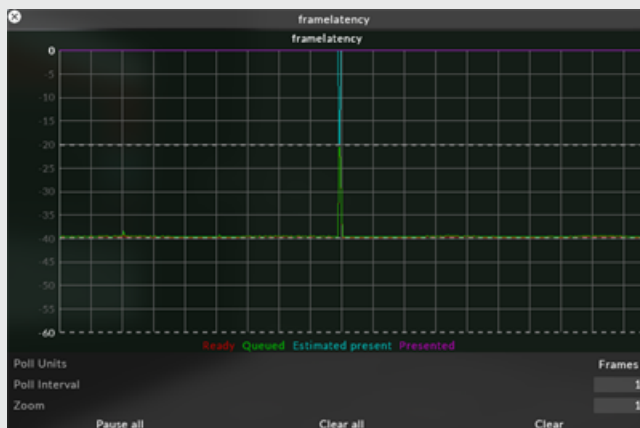 framelatency
framelatency
0
-5
-10
-15
-20
-25
-30
-35
-40
-45
-50
-55
-60
Ready Queued Estimated present Presented
Poll Units Frames
Poll Interval 1
Zoom 1
Pause all Clear all Clear